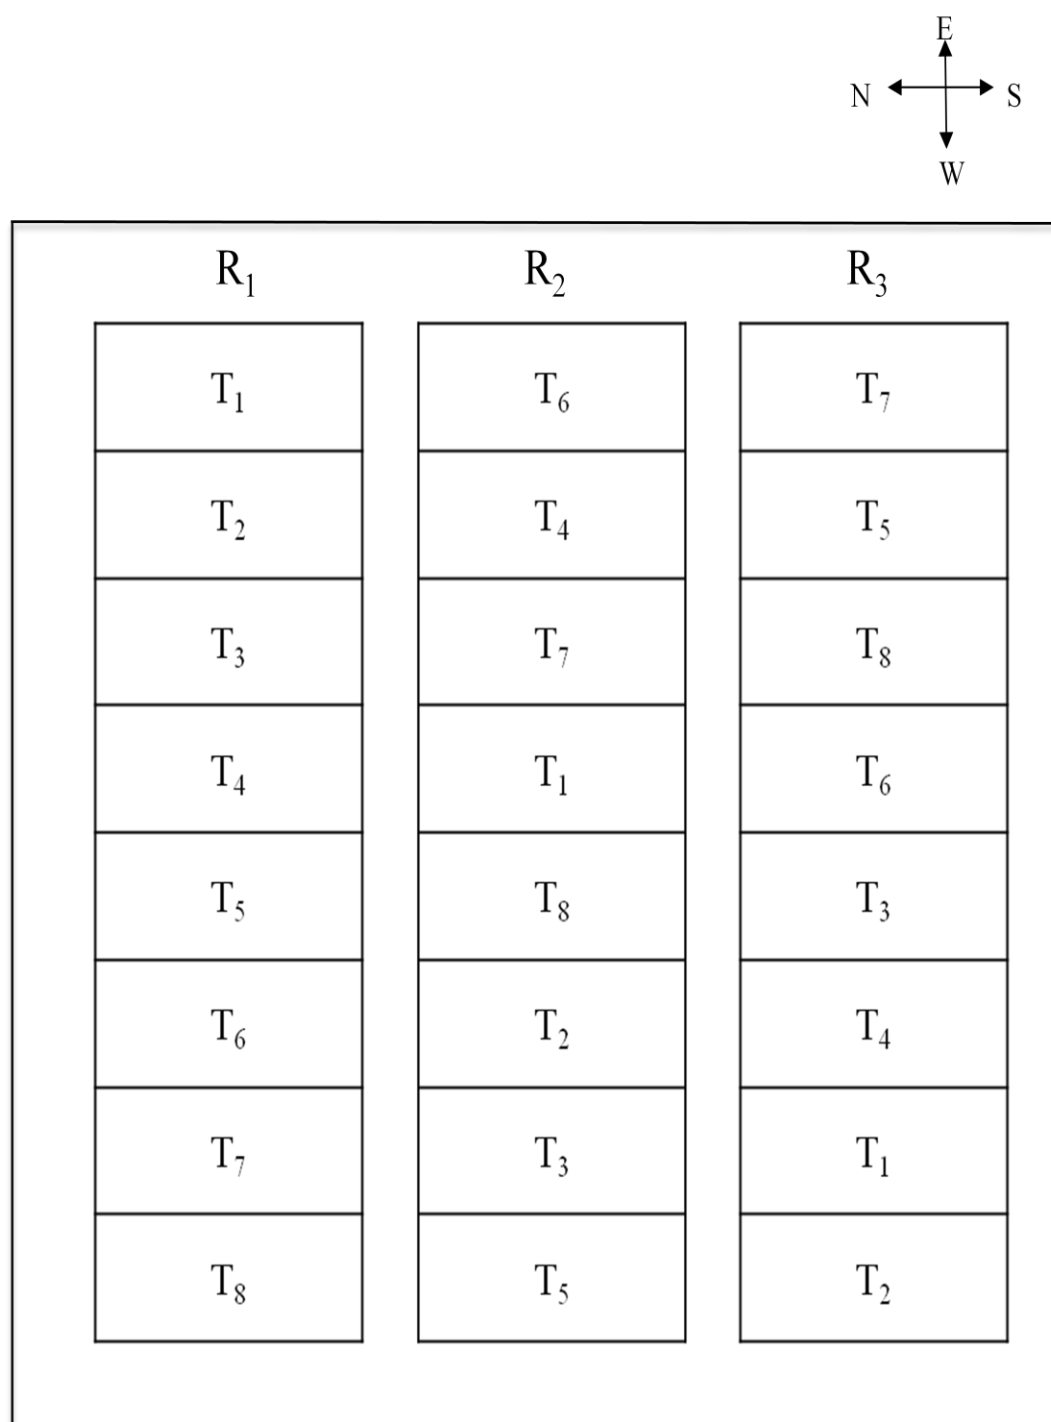 E
N S
W
R₁ R₂ R₃
T₁ T₆ T₇
T₂ T₄ T₅
T₃ T₇ T₈
T₄ T₁ T₆
T₅ T₈ T₃
T₆ T₂ T₄
T₇ T₃ T₁
T₈ T₅ T₂